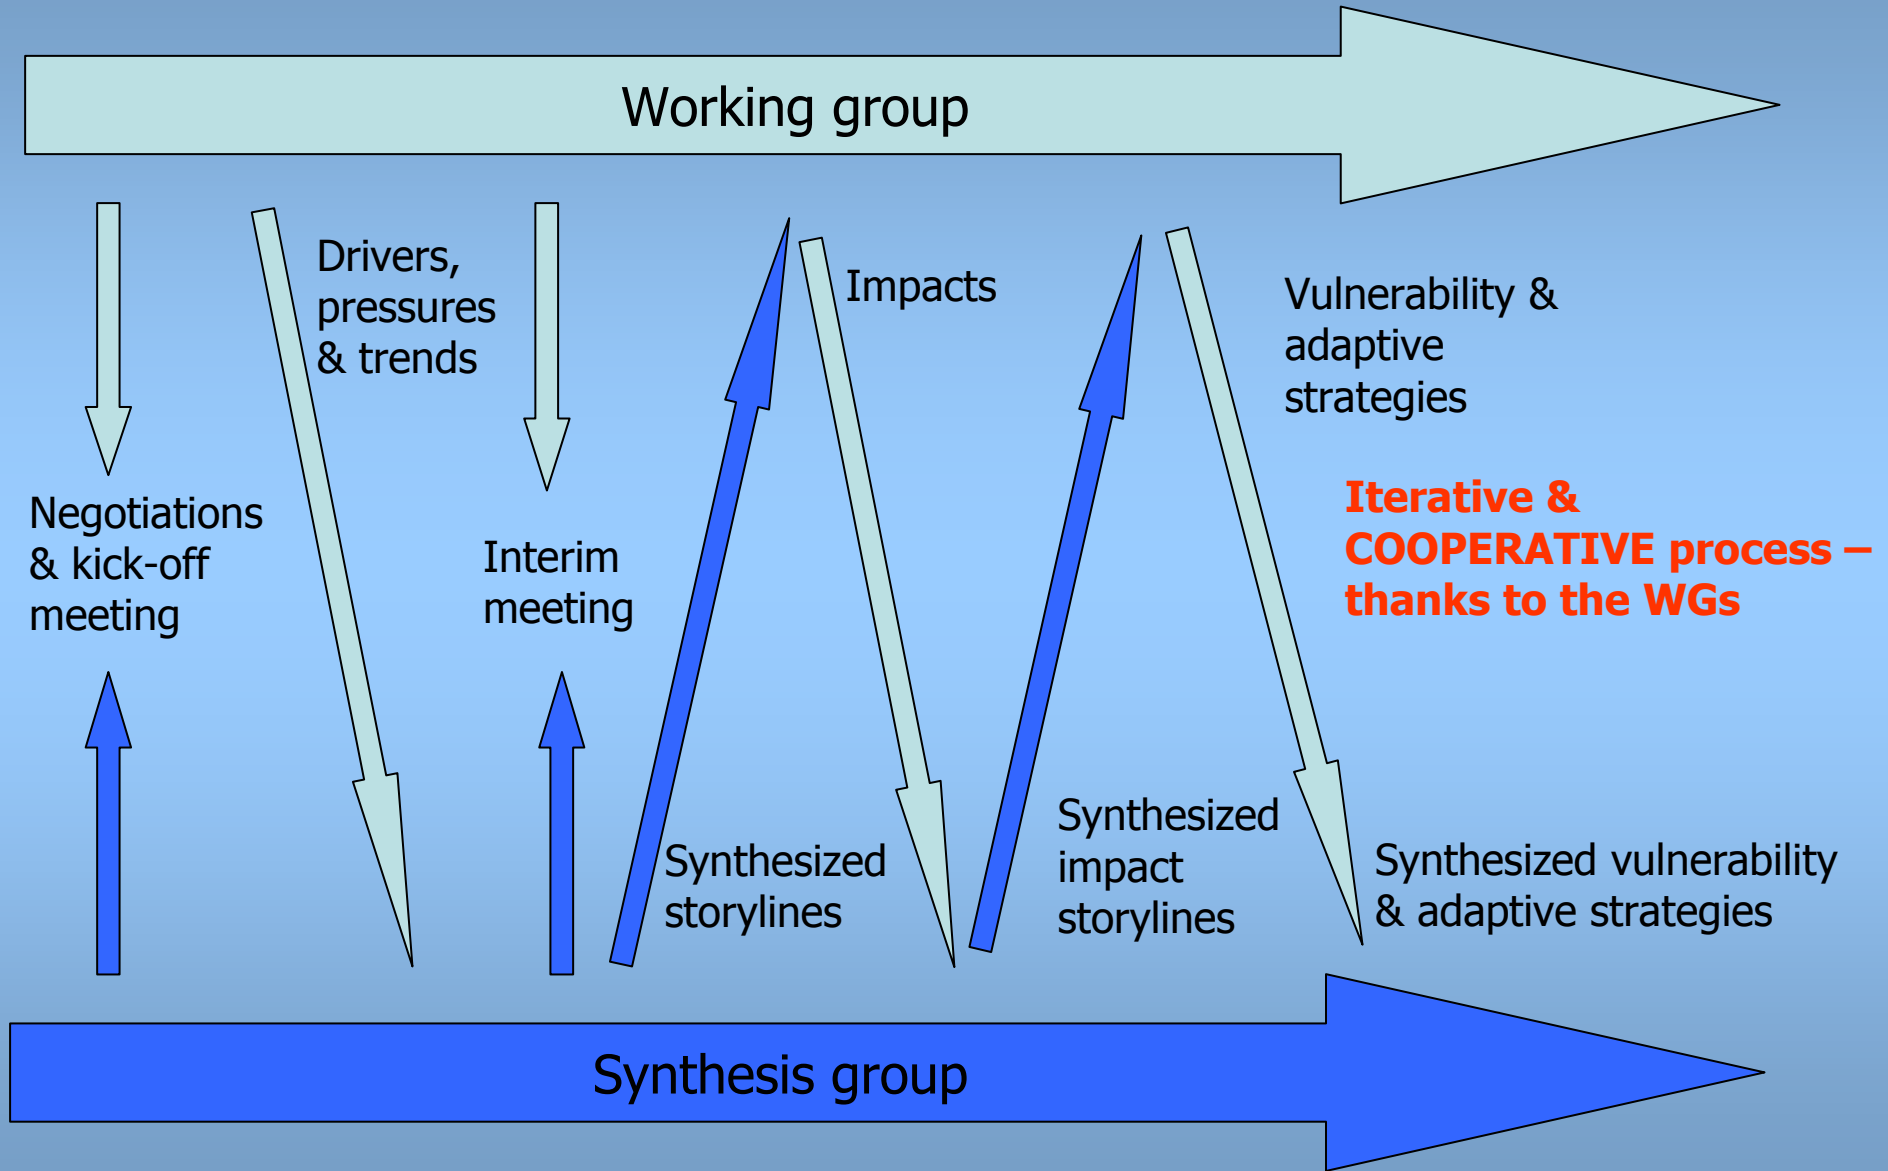 Working group
Drivers,
pressures
& trends
Impacts
Vulnerability &
adaptive
strategies
Negotiations
& kick-off
meeting
Interim
meeting
Iterative &
COOPERATIVE process –
thanks to the WGs
Synthesized
storylines
Synthesized
impact
storylines
Synthesized vulnerability
& adaptive strategies
Synthesis group